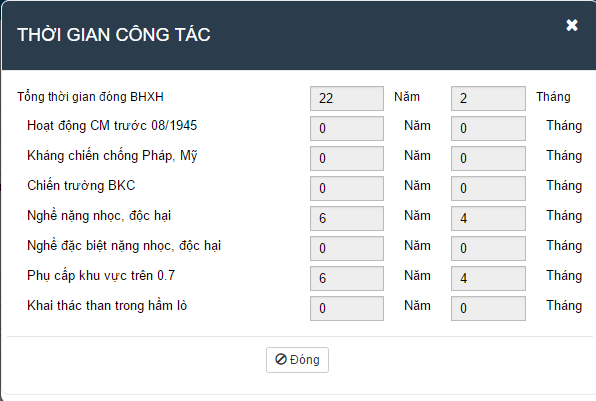 THỜI GIAN CÔNG TÁC
Tổng thời gian đóng BHXH 22 Năm 2 Tháng
Hoạt động CM trước 08/1945 0 Năm 0 Tháng
Kháng chiến chống Pháp, Mỹ 0 Năm 0 Tháng
Chiến trường BKC 0 Năm 0 Tháng
Nghề nặng nhọc, độc hại 6 Năm 4 Tháng
Nghề đặc biệt nặng nhọc, độc hại 0 Năm 0 Tháng
Phụ cấp khu vực trên 0.7 6 Năm 4 Tháng
Khai thác than trong hầm lò 0 Năm 0 Tháng
Đóng